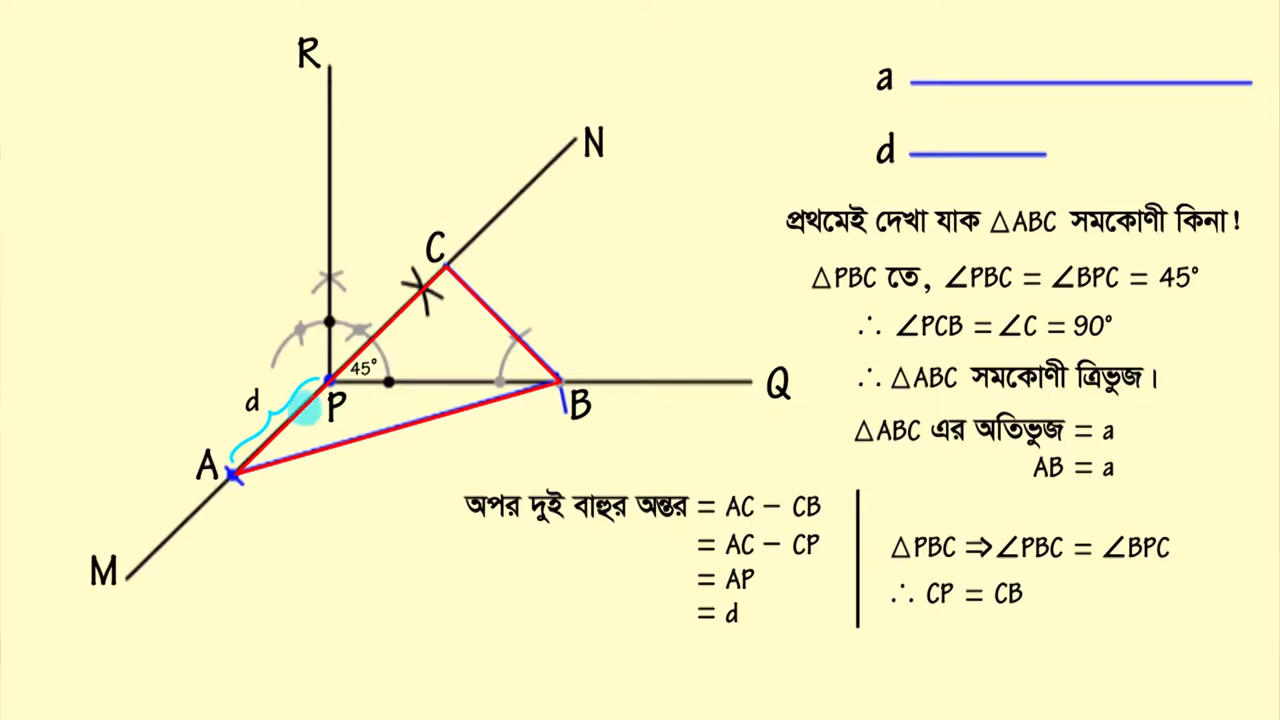 R
N
C
45°
P
Q
d
B
A
M
a
d
প্রথমেই দেখা যাক △ABC সমকোণী কিনা!
△PBC তে, ∠PBC = ∠BPC = 45°
∴ ∠PCB = ∠C = 90°
∴ △ABC সমকোণী ত্রিভুজ।
△ABC এর অতিভুজ = a
AB = a
অপর দুই বাহুর অন্তর = AC − CB
= AC − CP
= AP
= d
△PBC ⇒ ∠PBC = ∠BPC
∴ CP = CB